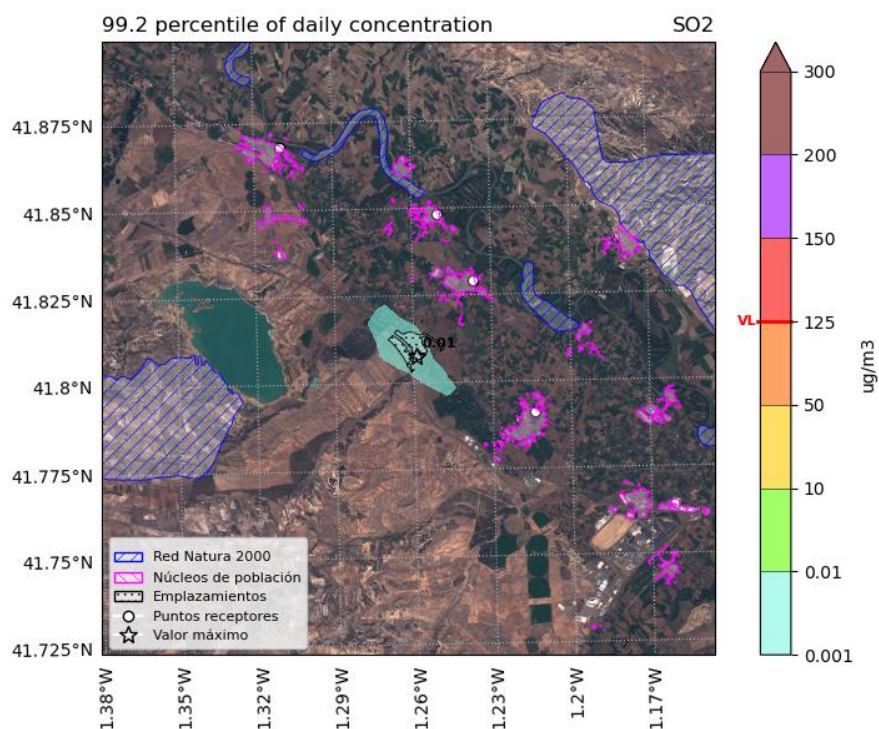 99.2 percentile of daily concentration
SO2
41.875°N
41.85°N
41.825°N
41.8°N
41.775°N
41.75°N
41.725°N
0.01
Red Natura 2000
Núcleos de población
Emplazamientos
Puntos receptores
Valor máximo
1.38°W
1.35°W
1.32°W
1.29°W
1.26°W
1.23°W
1.2°W
1.17°W
300
200
150
VL
125
50
10
0.01
0.001
ug/m3